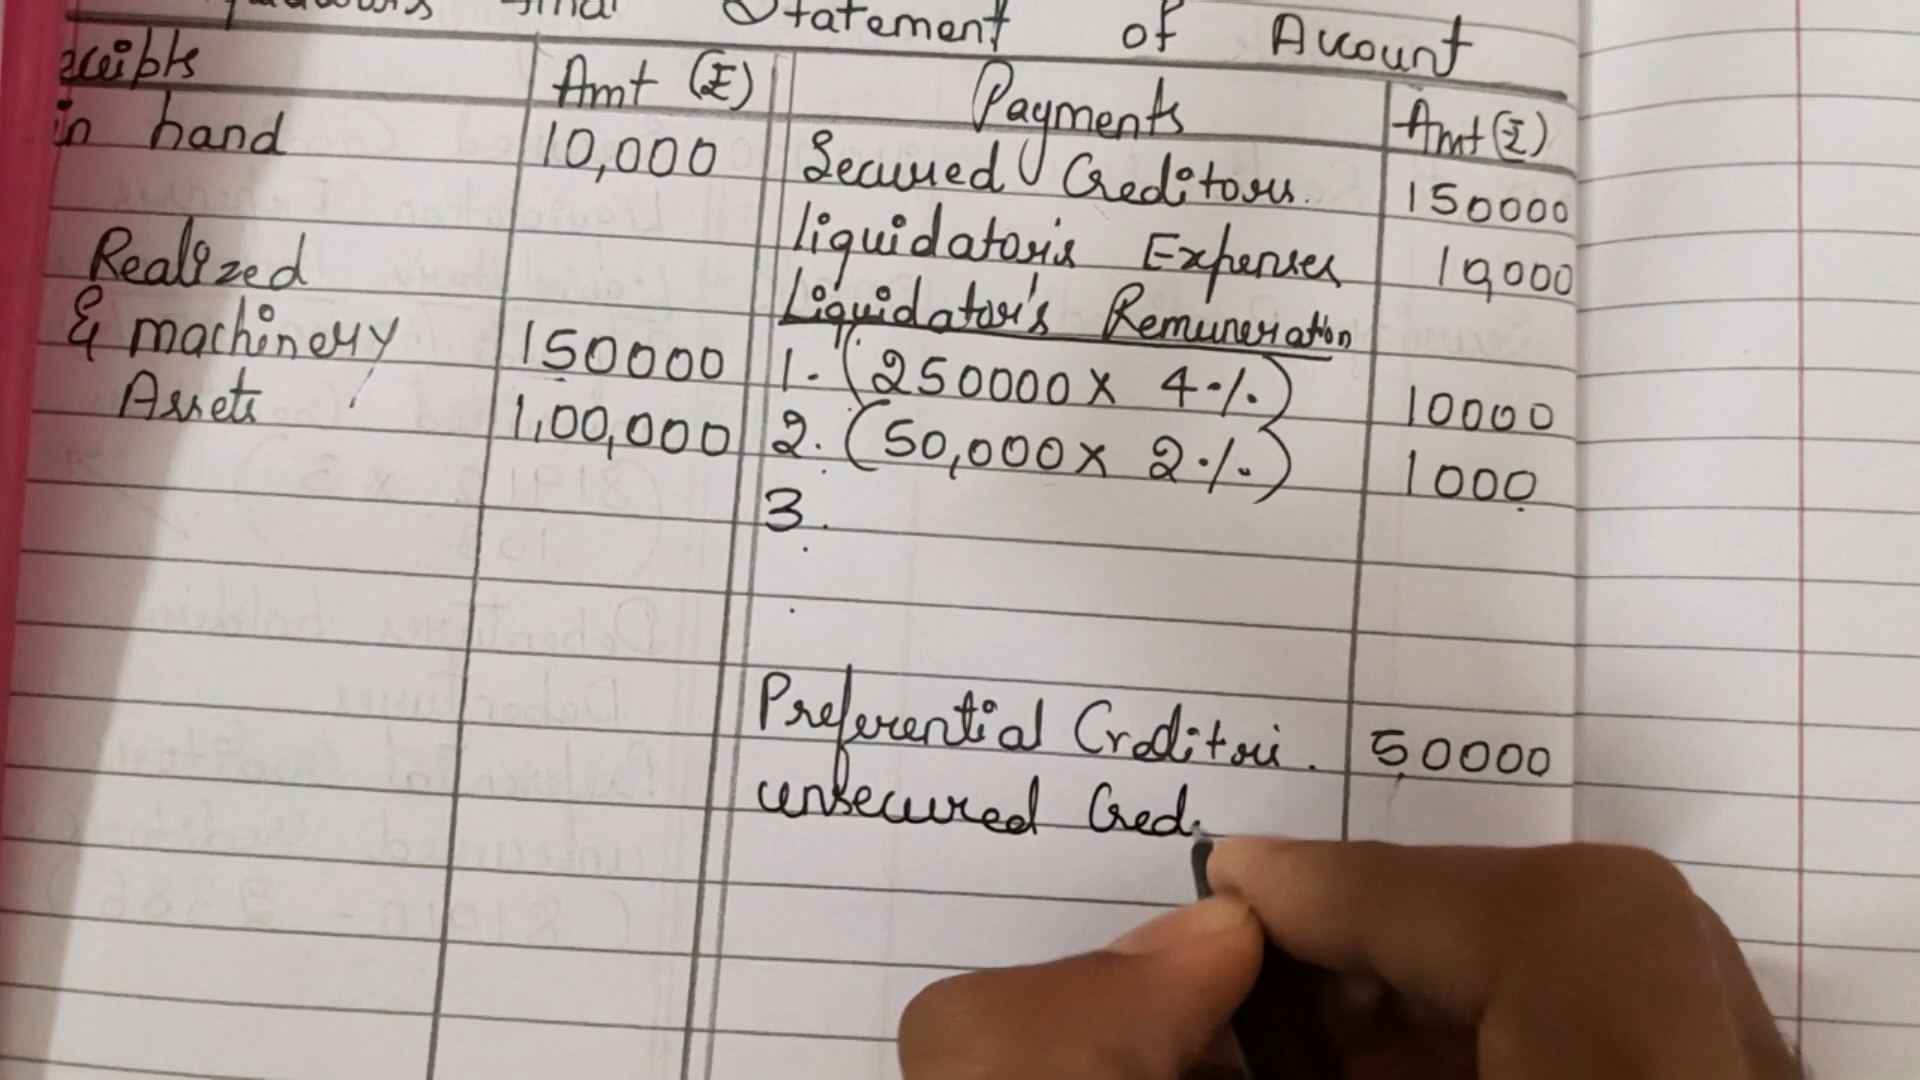 Statement of Account
Amt (₹) Payments Amt (₹)
in hand 10,000 Secured Creditors. 150000
Realized liquidator's Expenses 10,000
Liquidator's Remuneration
& machinery 150000 1. (250000 x 4%) 10000
Assets 1,00,000 2. (50,000 x 2%) 1000
3.
Preferential Creditors. 50000
unsecured Cred